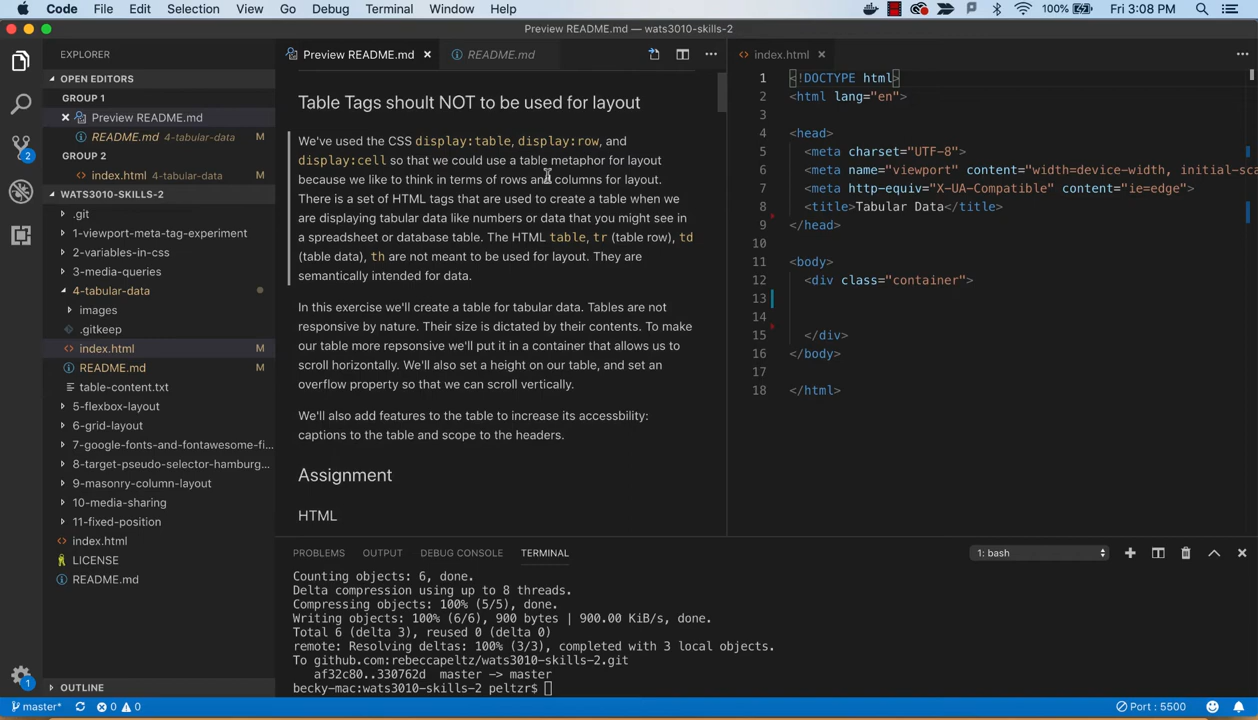 Code File Edit Selection View Go Debug Terminal Window Help 100% Fri 3:08 PM
Preview README.md — wats3010-skills-2
EXPLORER
OPEN EDITORS
GROUP 1
Preview README.md
README.md 4-tabular-data M
GROUP 2
index.html 4-tabular-data M
WATS3010-SKILLS-2
.git
1-viewport-meta-tag-experiment
2-variables-in-css
3-media-queries
4-tabular-data
images
.gitkeep
index.html M
README.md M
table-content.txt
5-flexbox-layout
6-grid-layout
7-google-fonts-and-fontawesome-fi...
8-target-pseudo-selector-hamburg...
9-masonry-column-layout
10-media-sharing
11-fixed-position
index.html
LICENSE
README.md
OUTLINE
2
1
Preview README.md README.md
Table Tags shoult NOT to be used for layout
We've used the CSS display:table, display:row, and
display:cell so that we could use a table metaphor for layout
because we like to think in terms of rows and columns for layout.
There is a set of HTML tags that are used to create a table when we
are displaying tabular data like numbers or data that you might see in
a spreadsheet or database table. The HTML table, tr (table row), td
(table data), th are not meant to be used for layout. They are
semantically intended for data.
In this exercise we'll create a table for tabular data. Tables are not
responsive by nature. Their size is dictated by their contents. To make
our table more repsonsive we'll put it in a container that allows us to
scroll horizontally. We'll also set a height on our table, and set an
overflow property so that we can scroll vertically.
We'll also add features to the table to increase its accessbility:
captions to the table and scope to the headers.
Assignment
HTML
index.html
1 <!DOCTYPE html>
2 <html lang="en">
3
4 <head>
5 <meta charset="UTF-8">
6 <meta name="viewport" content="width=device-width, initial-sca
7 <meta http-equiv="X-UA-Compatible" content="ie=edge">
8 <title>Tabular Data</title>
9 </head>
10
11 <body>
12 <div class="container">
13
14
15 </div>
16 </body>
17
18 </html>
PROBLEMS OUTPUT DEBUG CONSOLE TERMINAL 1: bash
Counting objects: 6, done.
Delta compression using up to 8 threads.
Compressing objects: 100% (5/5), done.
Writing objects: 100% (6/6), 900 bytes | 900.00 KiB/s, done.
Total 6 (delta 3), reused 0 (delta 0)
remote: Resolving deltas: 100% (3/3), completed with 3 local objects.
To github.com:rebeccapeltz/wats3010-skills-2.git
af32c80..330762d master -> master
becky-mac:wats3010-skills-2 peltzr$
master* 0 0 Port : 5500